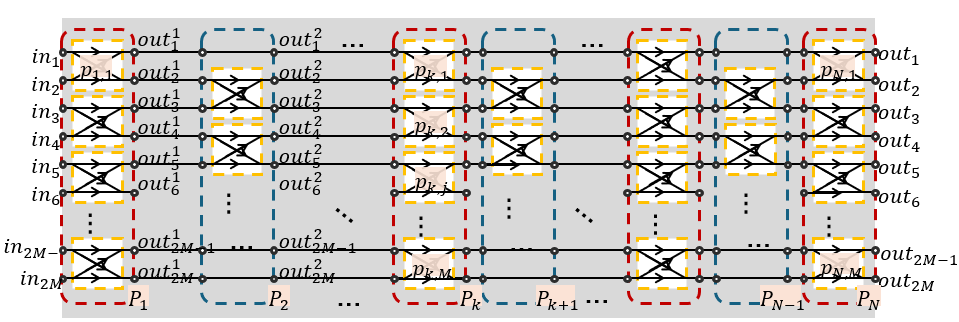 in_1 p_{1,1} out_1^1 out_1^2 ... p_{k,1} ... p_{N,1} out_1
in_2 out_2^1 out_2^2 out_2
in_3 out_3^1 out_3^2 out_3
in_4 out_4^1 out_4^2 p_{k,2} out_4
in_5 out_5^1 out_5^2 out_5
in_6 out_6^1 out_6^2 p_{k,j} out_6
in_{2M- out_{2M-1}^1 ... out_{2M-1}^2 ... ... out_{2M-1}
in_{2M} out_{2M}^1 out_{2M}^2 p_{k,M} p_{N,M} out_{2M}
P_1 P_2 ... P_k P_{k+1} ... P_{N-1} P_N